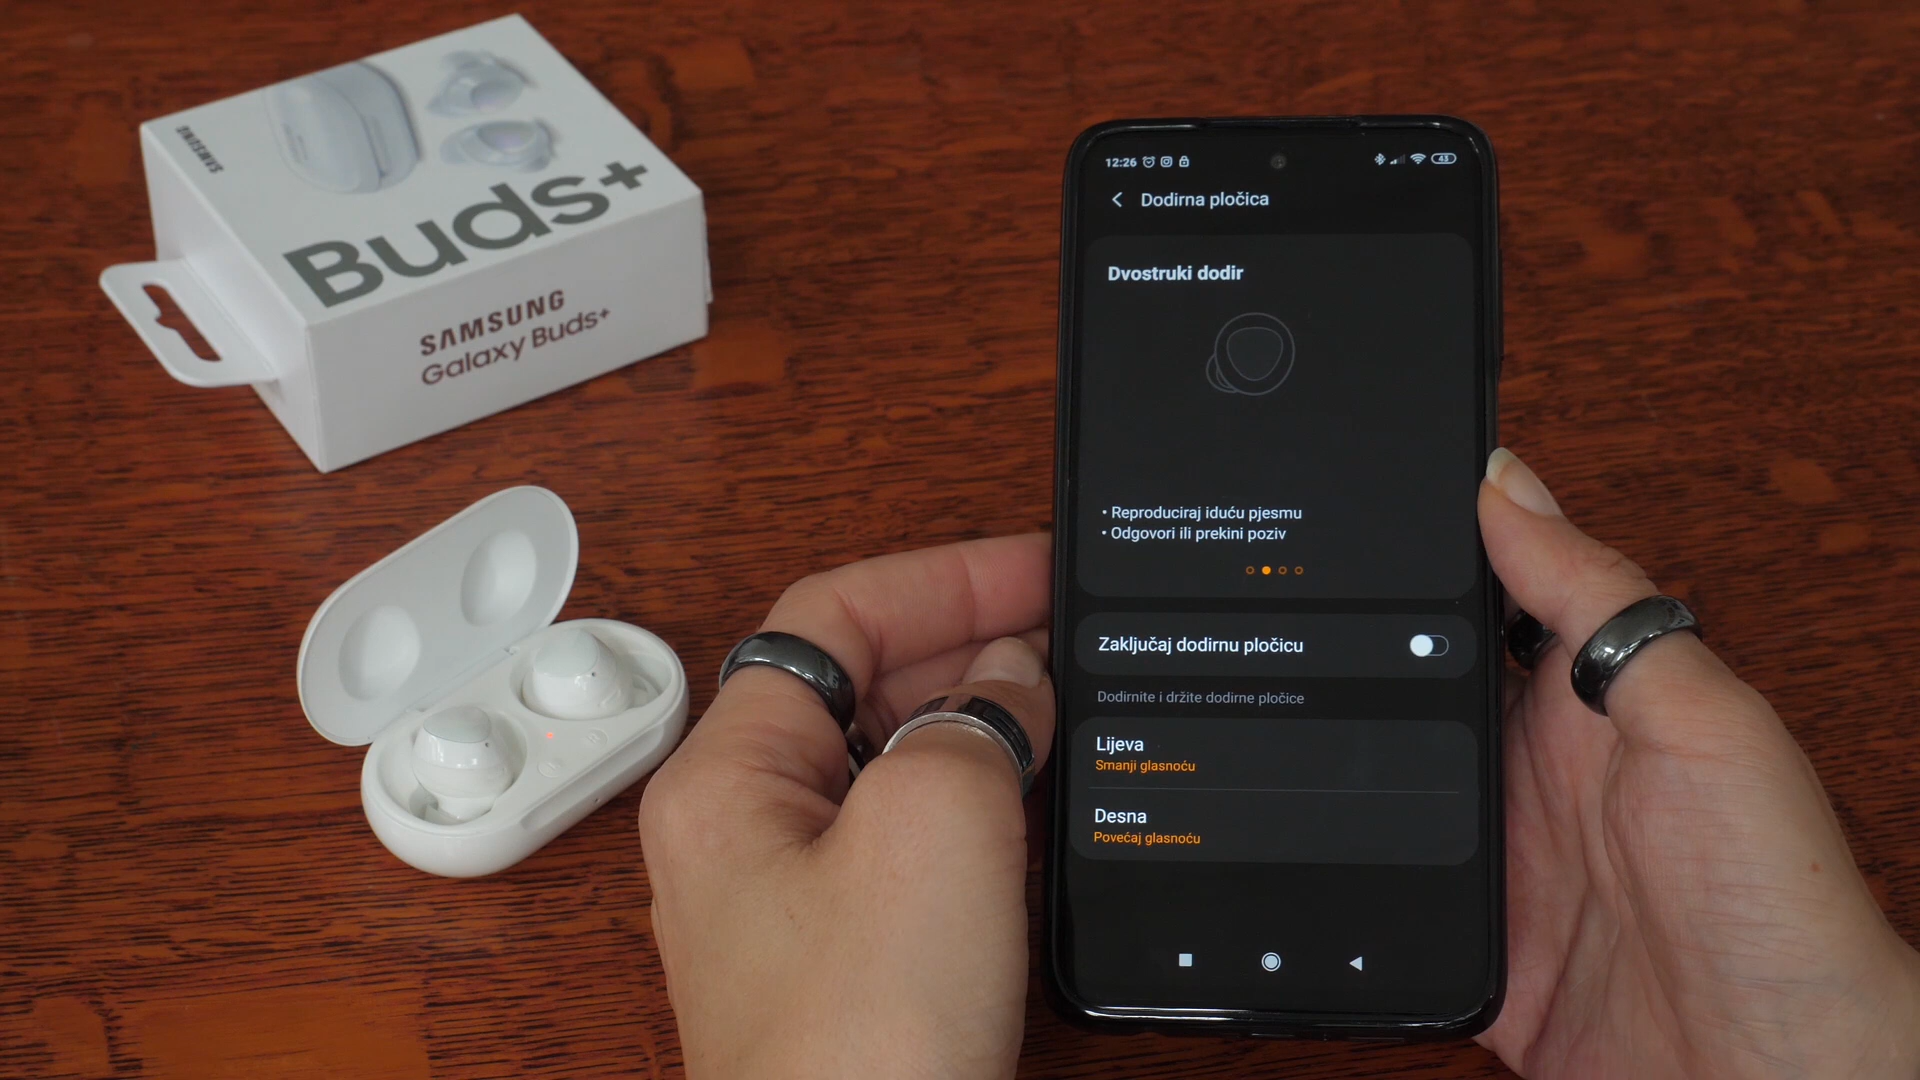 SAMSUNG
Buds+
SAMSUNG
Galaxy Buds+
12:26
43
Dodirna pločica
Dvostruki dodir
• Reproduciraj iduću pjesmu
• Odgovori ili prekini poziv
Zaključaj dodirnu pločicu
Dodirnite i držite dodirne pločice
Lijeva
Smanji glasnoću
Desna
Povećaj glasnoću